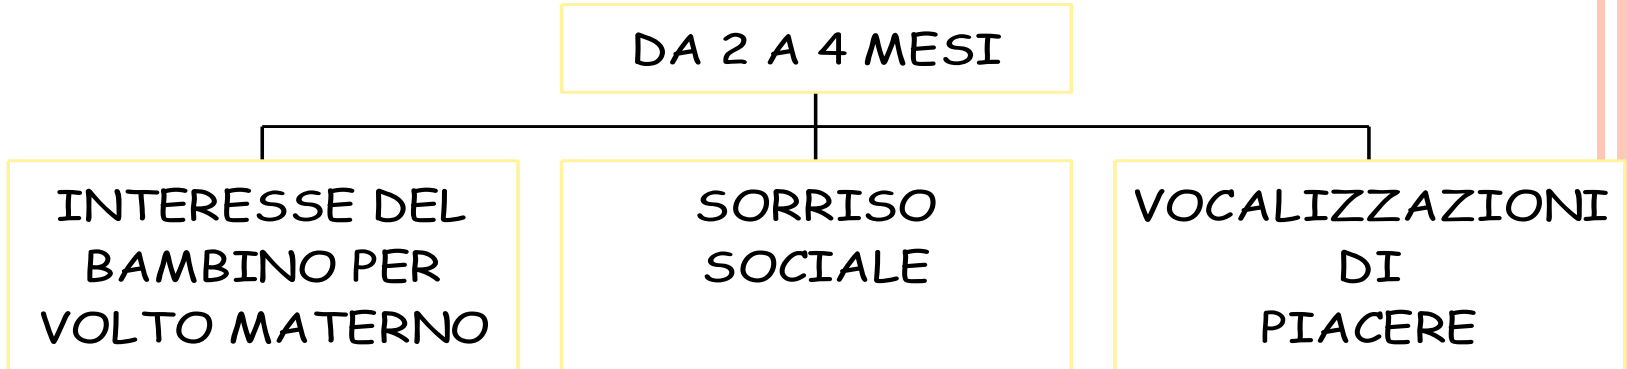 DA 2 A 4 MESI
INTERESSE DEL
BAMBINO PER
VOLTO MATERNO
SORRISO
SOCIALE
VOCALIZZAZIONI
DI
PIACERE